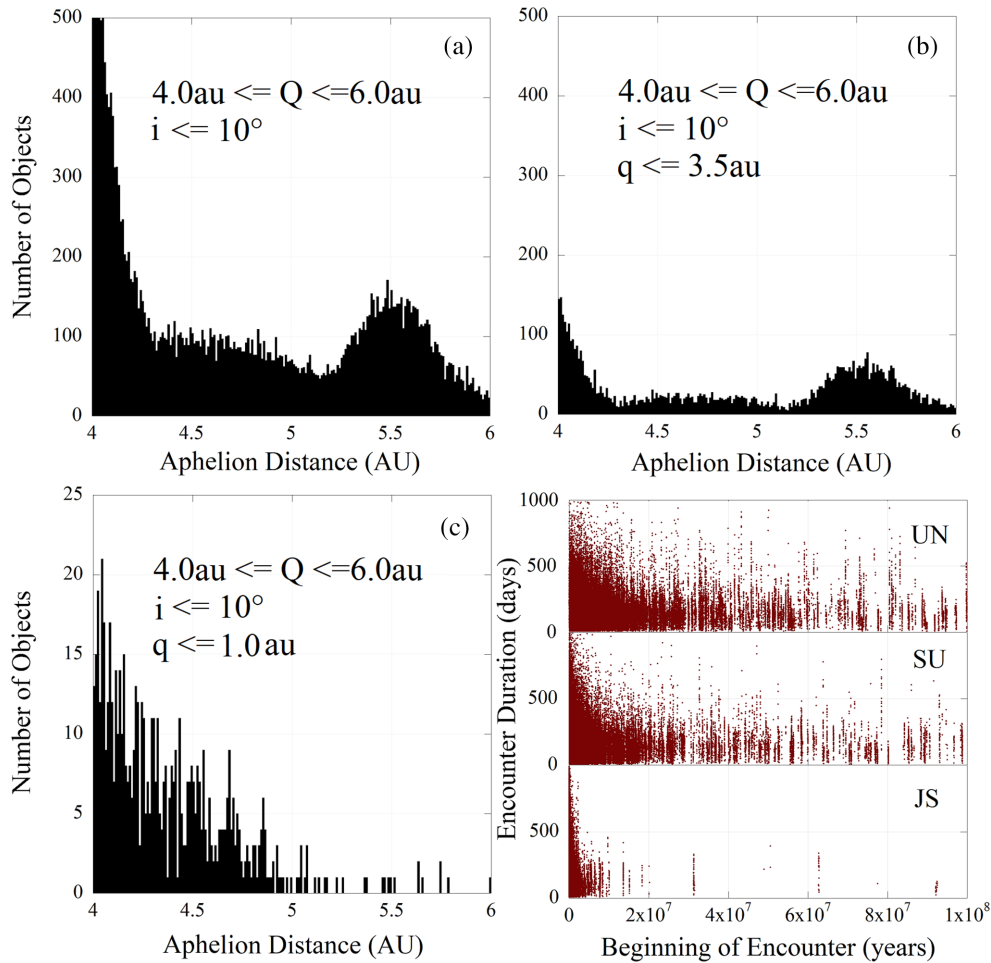 (a)
4.0au <= Q <=6.0au
i <= 10°
Number of Objects
500
400
300
200
100
0
4
4.5
5
5.5
6
Aphelion Distance (AU)
(b)
4.0au <= Q <=6.0au
i <= 10°
q <= 3.5au
500
400
300
200
100
0
4
4.5
5
5.5
6
Aphelion Distance (AU)
(c)
4.0au <= Q <=6.0au
i <= 10°
q <= 1.0au
Number of Objects
25
20
15
10
5
0
4
4.5
5
5.5
6
Aphelion Distance (AU)
UN
SU
JS
Encounter Duration (days)
1000
500
0
500
0
500
0
0
2x10⁷
4x10⁷
6x10⁷
8x10⁷
1x10⁸
Beginning of Encounter (years)